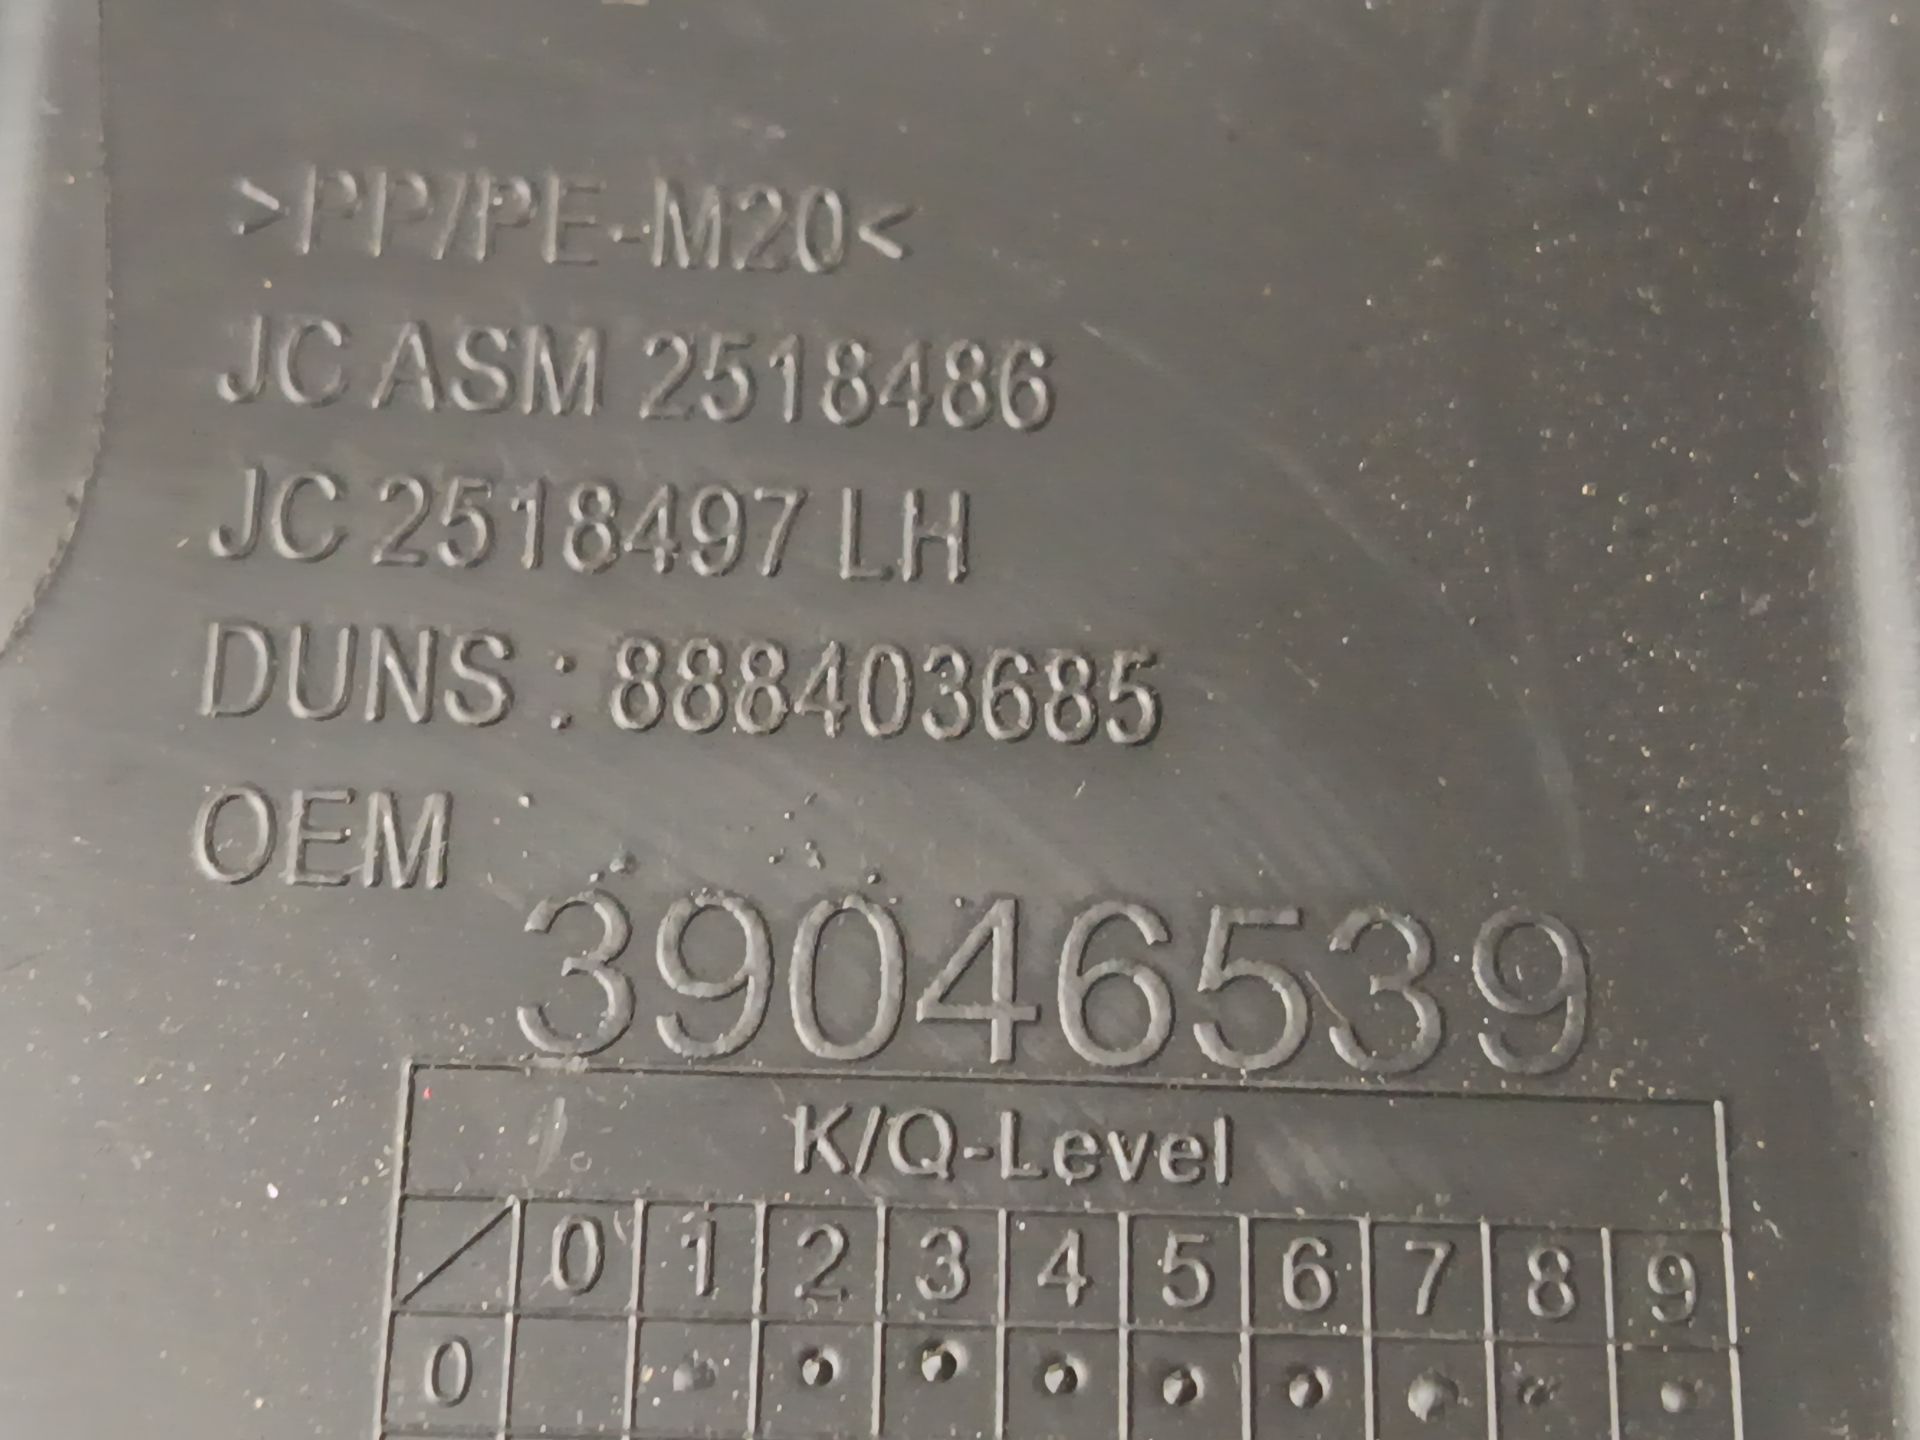 >PP/PE-M20<
JC ASM 2518486
JC 2518497 LH
DUNS : 888403685
OEM
39046539
K/Q-Level
0 1 2 3 4 5 6 7 8 9
0